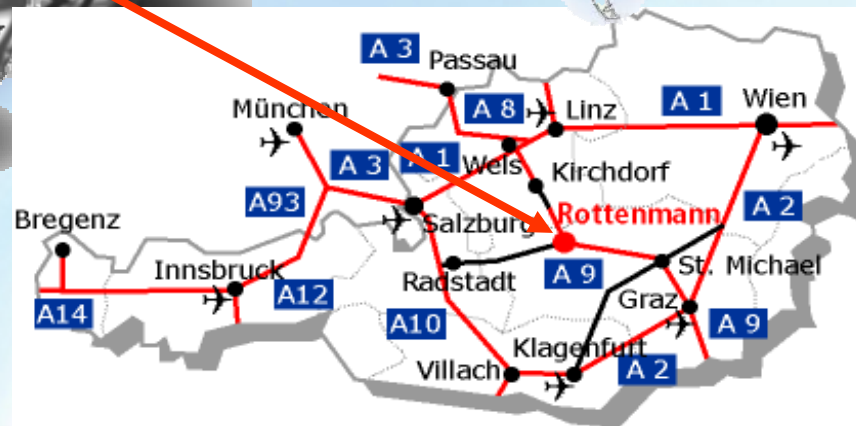 A 3
Passau
München
A 8
Linz
A 1
Wien
A 3
A 1
Wels
Kirchdorf
A93
Salzburg
Rottenmann
A 2
Bregenz
Innsbruck
Radstadt
A 9
St. Michael
A14
A12
A10
Graz
A 9
Klagenfurt
Villach
A 2